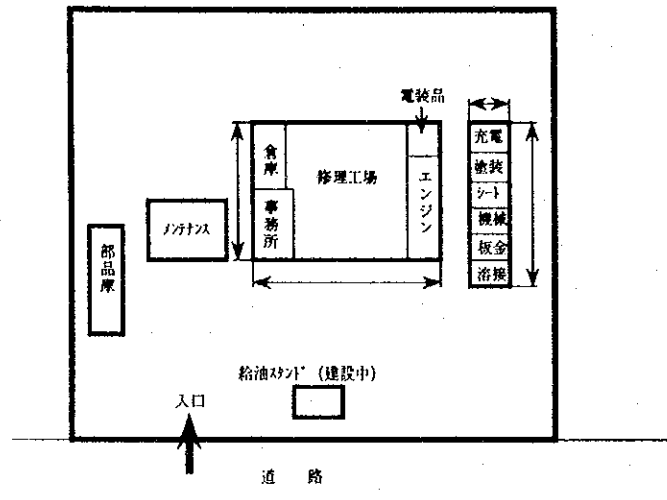 電装品
充電
塗装
シート
機械
板金
溶接
倉庫
修理工場
エンジン
事務所
メンテナンス
部品庫
給油スタンド (建設中)
入口
道 路